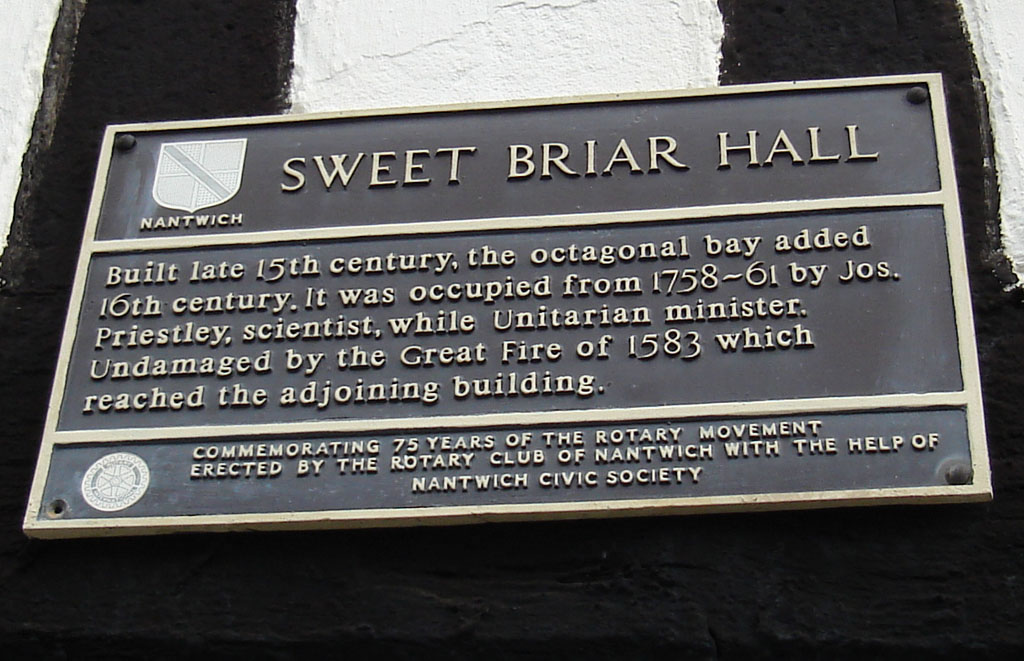 SWEET BRIAR HALL
NANTWICH
Built late 15th century, the octagonal bay added
16th century. It was occupied from 1758~61 by Jos.
Priestley, scientist, while Unitarian minister.
Undamaged by the Great Fire of 1583 which
reached the adjoining building.
COMMEMORATING 75 YEARS OF THE ROTARY MOVEMENT
ERECTED BY THE ROTARY CLUB OF NANTWICH WITH THE HELP OF
NANTWICH CIVIC SOCIETY